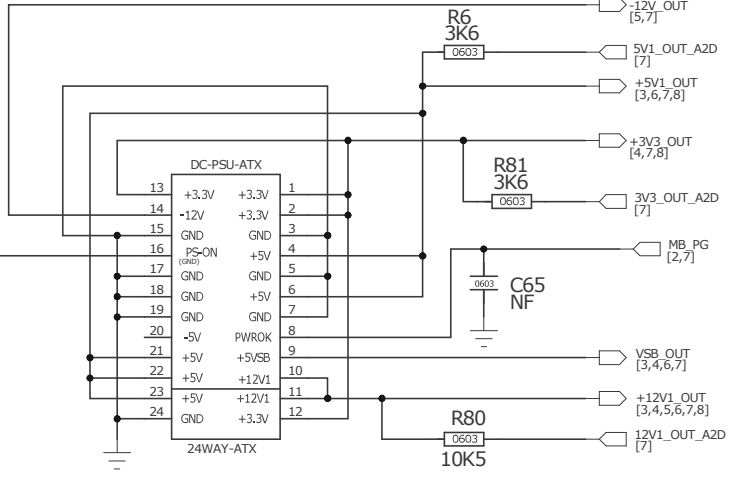 -12V_OUT
[5,7]
R6
3K6
0603
5V1_OUT_A2D
[7]
+5V1_OUT
[3,6,7,8]
+3V3_OUT
[4,7,8]
DC-PSU-ATX
R81
3K6
0603
3V3_OUT_A2D
[7]
13 +3.3V +3.3V 1
14 -12V +3.3V 2
15 GND GND 3
16 PS-ON +5V 4
(GND)
17 GND GND 5
18 GND +5V 6
19 GND GND 7
20 -5V PWROK 8
21 +5V +5VSB 9
22 +5V +12V1 10
23 +5V +12V1 11
24 GND +3.3V 12
24WAY-ATX
MB_PG
[2,7]
0603
C65
NF
VSB_OUT
[3,4,6,7]
+12V1_OUT
[3,4,5,6,7,8]
R80
0603
10K5
12V1_OUT_A2D
[7]